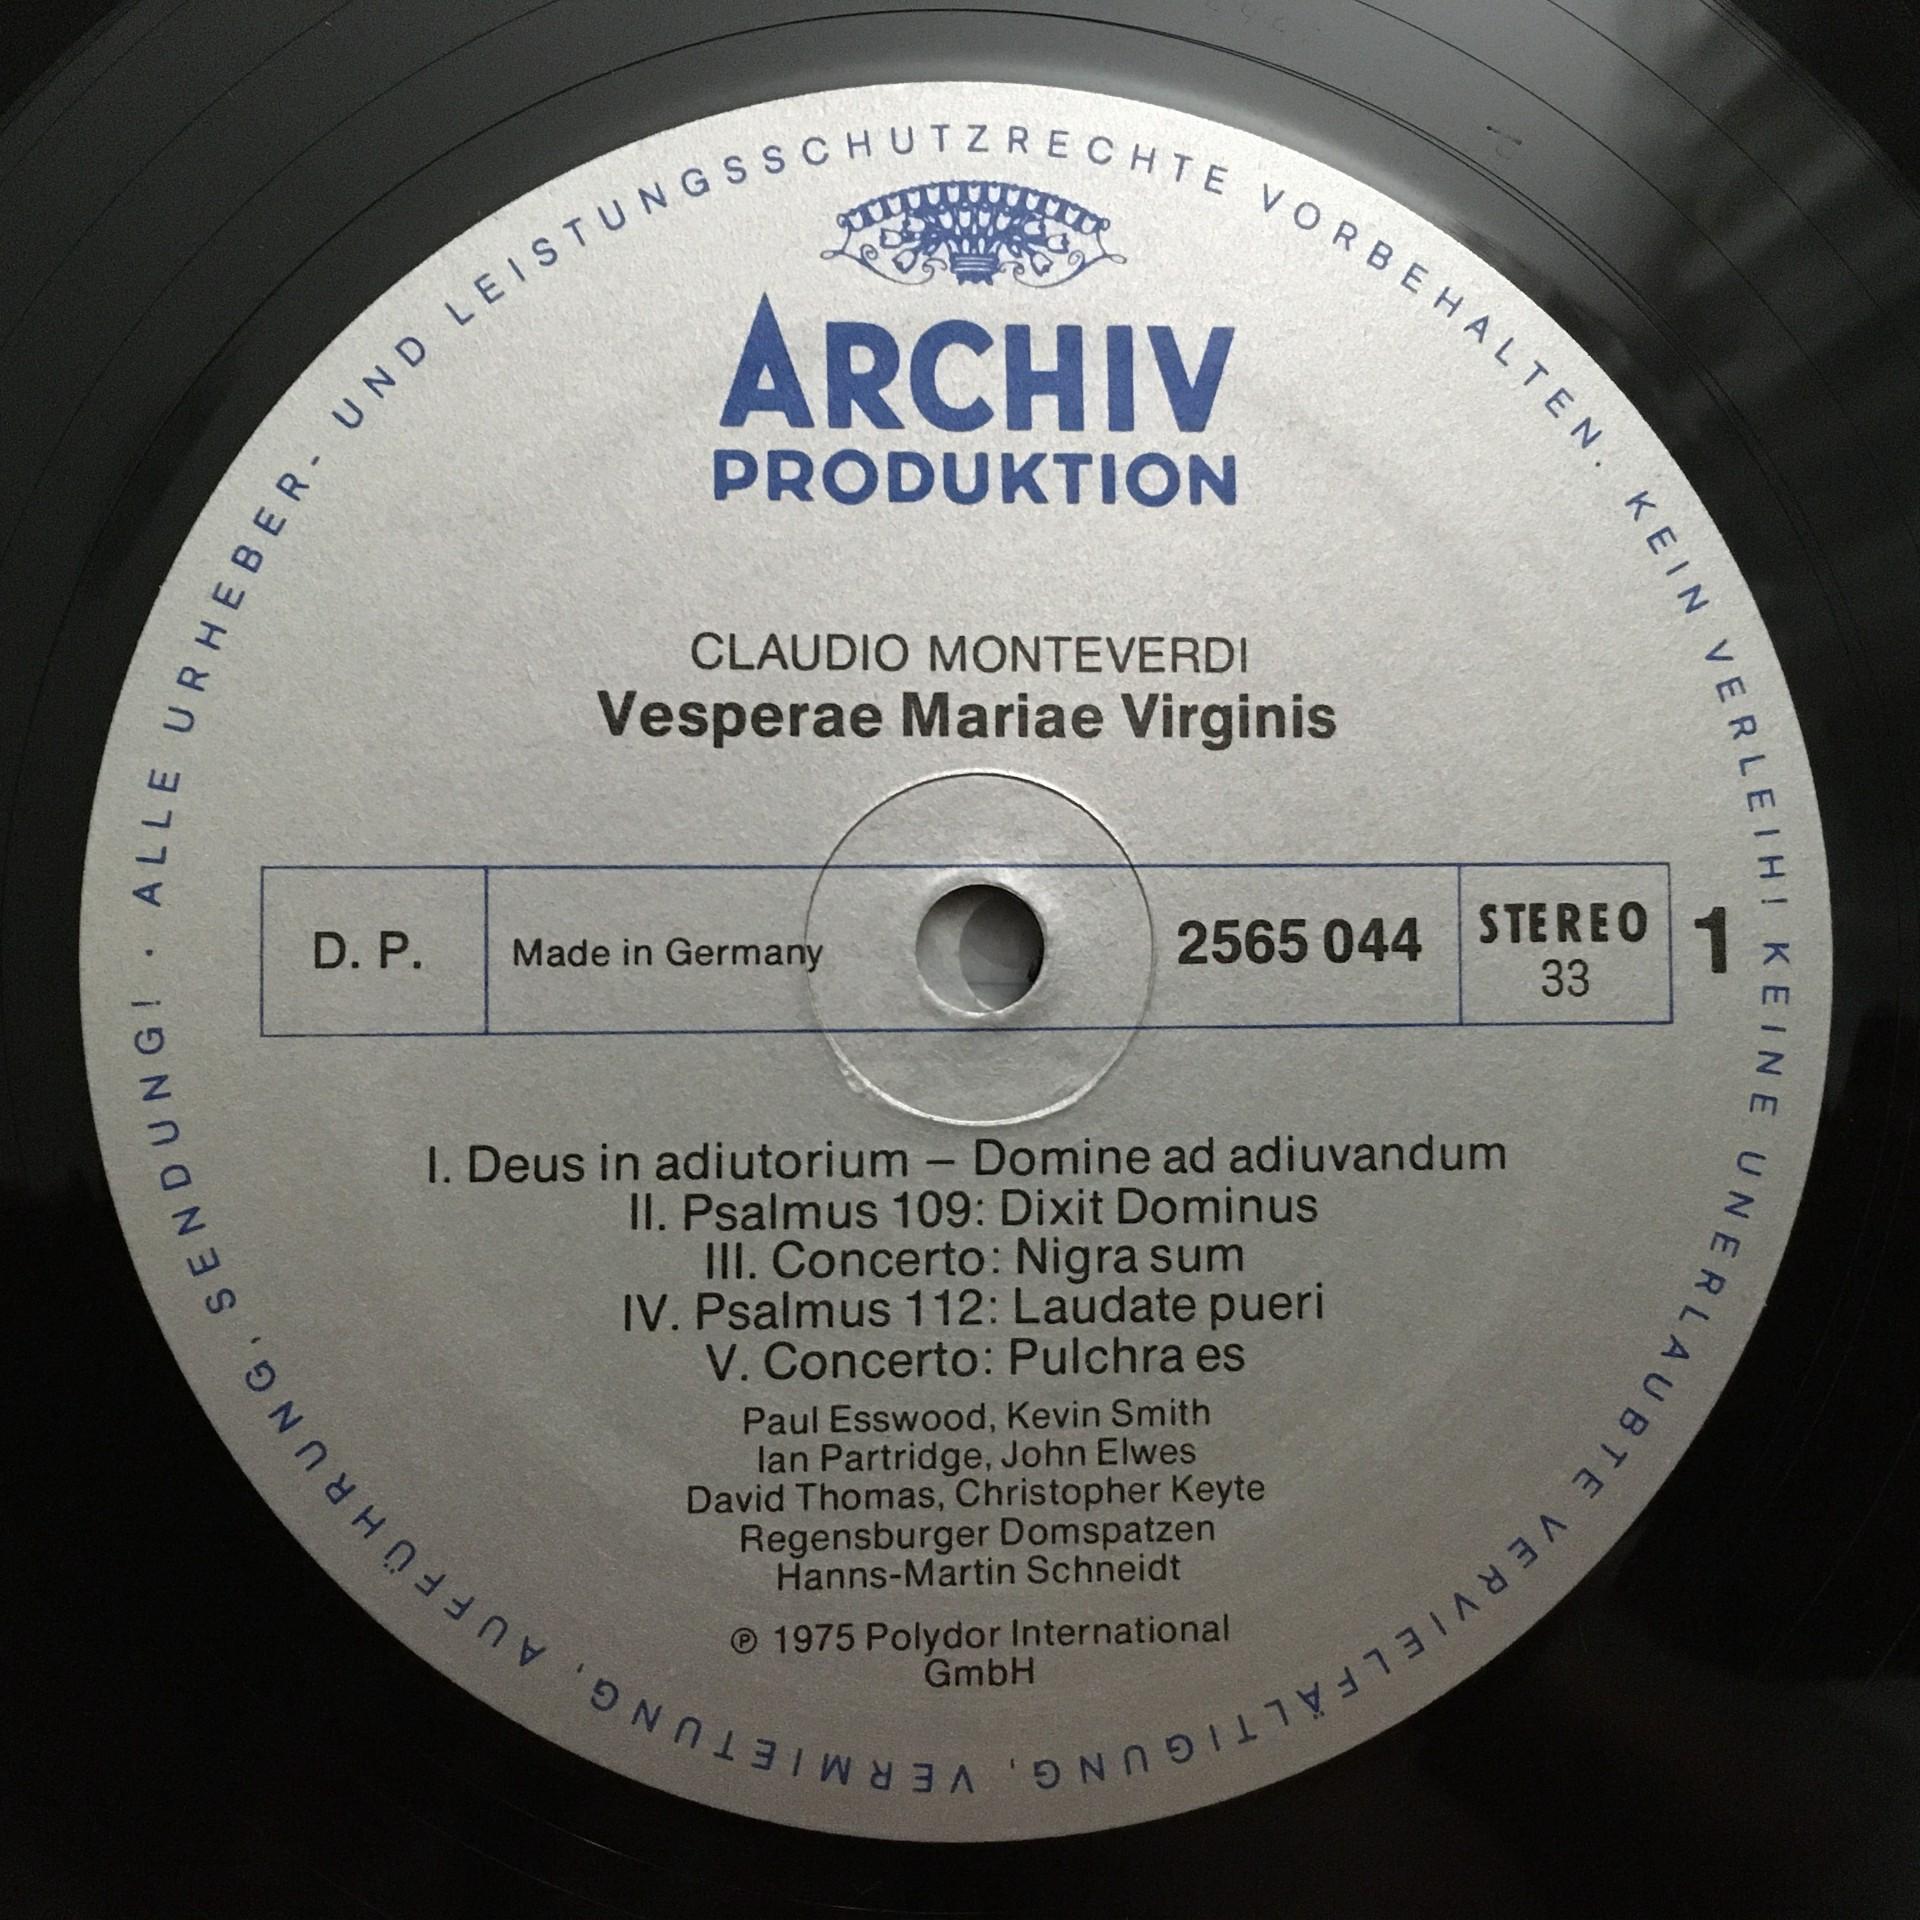 ALLE URHEBER- UND LEISTUNGSSCHUTZRECHTE VORBEHALTEN. KEIN VERLEIH! KEINE UNERLAUBTE VERVIELFÄLTIGUNG, VERMIETUNG, AUFFÜHRUNG, SENDUNG! ·
ARCHIV
PRODUKTION
CLAUDIO MONTEVERDI
Vesperae Mariae Virginis
D. P.
Made in Germany
2565 044
STEREO
33
1
I. Deus in adiutorium – Domine ad adiuvandum
II. Psalmus 109: Dixit Dominus
III. Concerto: Nigra sum
IV. Psalmus 112: Laudate pueri
V. Concerto: Pulchra es
Paul Esswood, Kevin Smith
Ian Partridge, John Elwes
David Thomas, Christopher Keyte
Regensburger Domspatzen
Hanns-Martin Schneidt
℗ 1975 Polydor International
GmbH